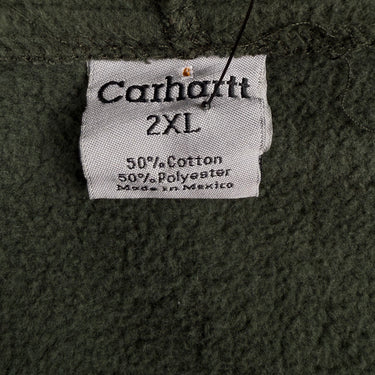 Carhartt
2XL
50% Cotton
50% Polyester
Made in Mexico